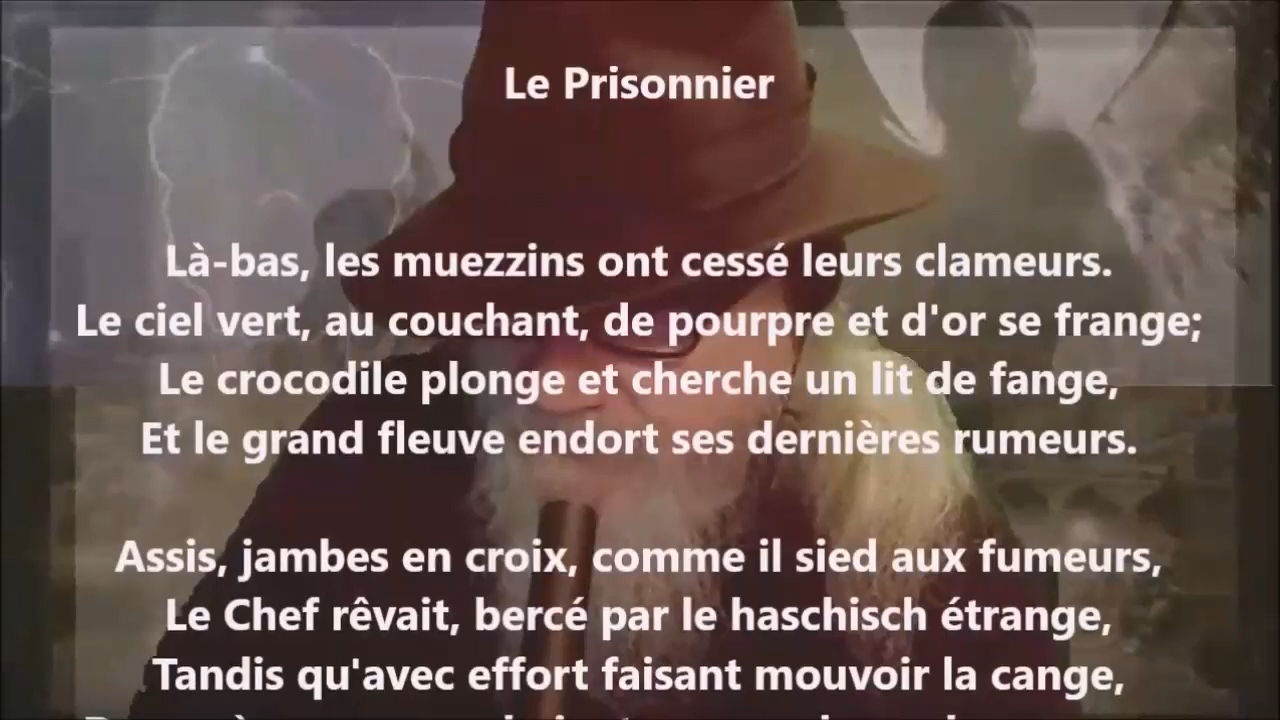 Le Prisonnier
Là-bas, les muezzins ont cessé leurs clameurs.
Le ciel vert, au couchant, de pourpre et d'or se frange;
Le crocodile plonge et cherche un lit de fange,
Et le grand fleuve endort ses dernières rumeurs.
Assis, jambes en croix, comme il sied aux fumeurs,
Le Chef rêvait, bercé par le haschisch étrange,
Tandis qu'avec effort faisant mouvoir la cange,